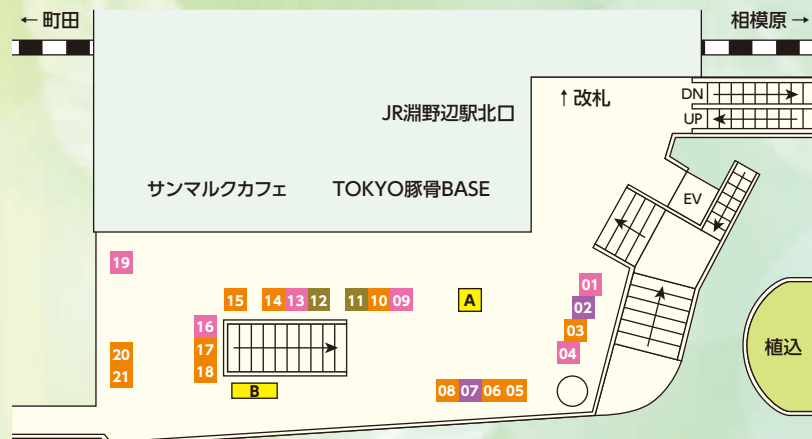 ←町田
相模原→
JR淵野辺駅北口
↑改札
DN
UP
サンマルクカフェ
TOKYO豚骨BASE
EV
19
15
14 13 12
11 10 09
A
01
02
03
04
16
17
18
20
21
B
08 07 06 05
植込